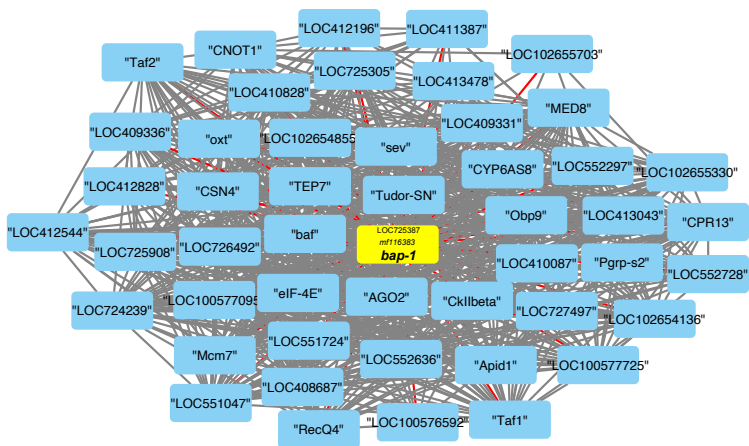 "LOC412196"
"LOC411387"
"CNOT1"
"LOC102655703"
"Taf2"
"LOC725305"
"LOC413478"
"LOC410828"
"MED8"
"LOC409336"
"oxt"
"LOC102654855"
"sev"
"LOC409331"
"CYP6AS8"
"LOC552297"
"LOC102655330"
"LOC412828"
"CSN4"
"TEP7"
"Tudor-SN"
"Obp9"
"LOC413043"
"CPR13"
"LOC412544"
"LOC725908"
"LOC726492"
"baf"
LOC725387
mf116383
bap-1
"LOC410087"
"Pgrp-s2"
"LOC552728"
"LOC724239"
"LOC100577095"
"eIF-4E"
"AGO2"
"CkIIbeta"
"LOC727497"
"LOC102654136"
"Mcm7"
"LOC551724"
"LOC552636"
"Apid1"
"LOC100577725"
"LOC551047"
"LOC408687"
"RecQ4"
"LOC100576592"
"Taf1"